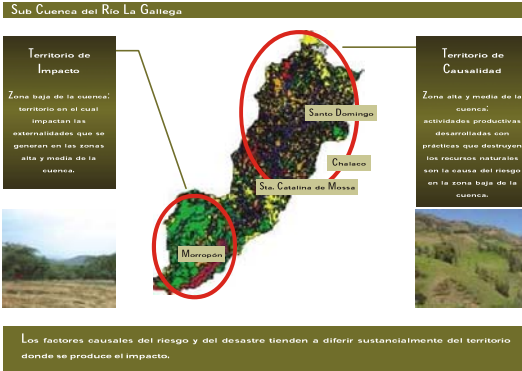 Sub Cuenca del Río La Gallega
Territorio de
Impacto
Zona baja de la cuenca:
territorio en el cual
impactan las
externalidades que se
generan en las zonas
alta y media de la
cuenca.
Territorio de
Causalidad
Zona alta y media de la
cuenca:
actividades productivas
desarrolladas con
prácticas que destruyen
los recursos naturales
son la causa del riesgo
en la zona baja de la
cuenca.
Santo Domingo
Chalaco
Sta. Catalina de Mossa
Morropón
Los factores causales del riesgo y del desastre tienden a diferir sustancialmente del territorio
donde se produce el impacto.